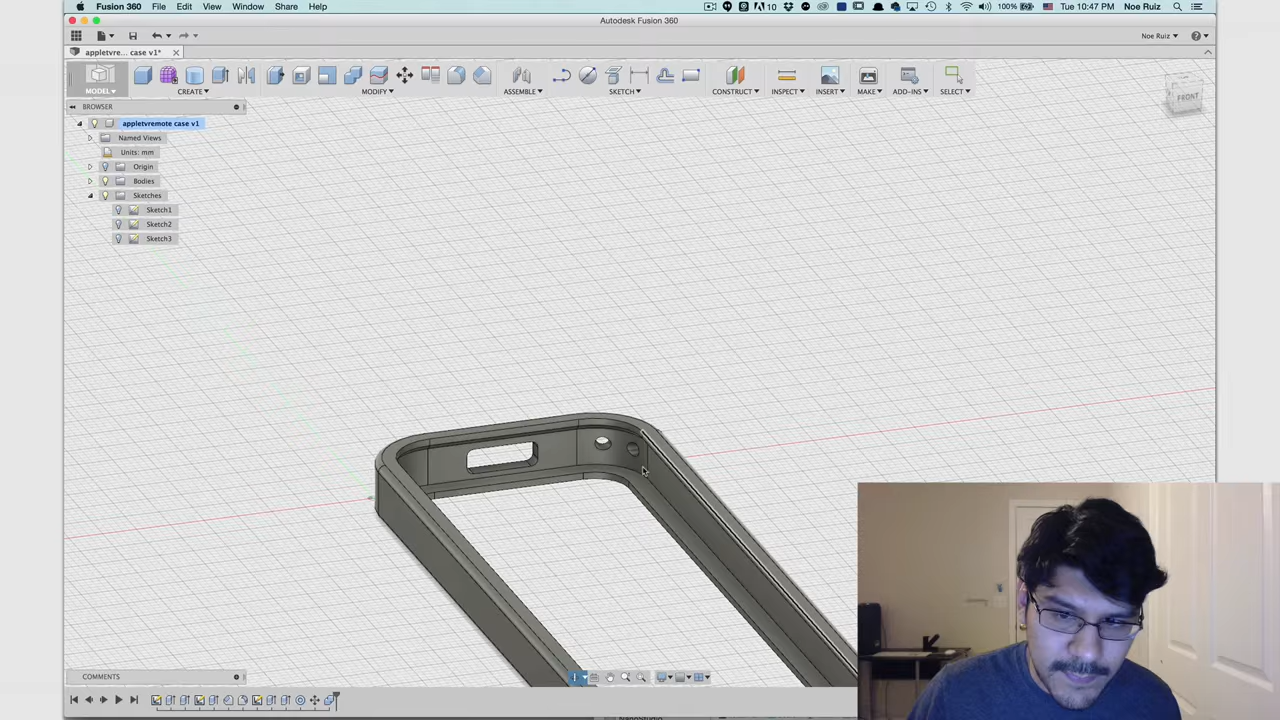 Fusion 360 File Edit View Window Share Help 10 100% Tue 10:47 PM Noe Ruiz
Autodesk Fusion 360
Noe Ruiz
appletvre... case v1*
MODEL CREATE MODIFY ASSEMBLE SKETCH CONSTRUCT INSPECT INSERT MAKE ADD-INS SELECT
BROWSER
FRONT
appletvremote case v1
Named Views
Units: mm
Origin
Bodies
Sketches
Sketch1
Sketch2
Sketch3
COMMENTS